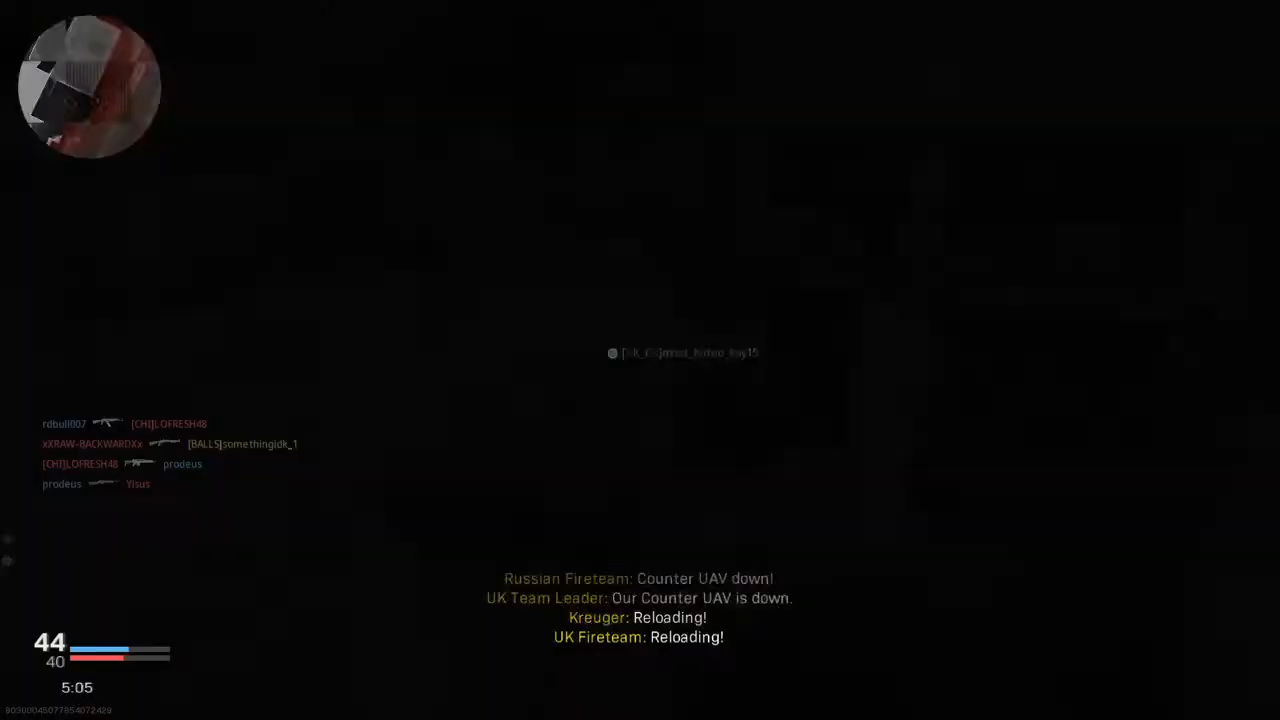 rdbull007 [CHI]LOFRESH48
xXRAW-BACKWARDXx [BALLS]somethingidk_1
[CHI]LOFRESH48 prodeus
prodeus Yisus
Russian Fireteam: Counter UAV down!
UK Team Leader: Our Counter UAV is down.
Kreuger: Reloading!
UK Fireteam: Reloading!
44
40
5:05